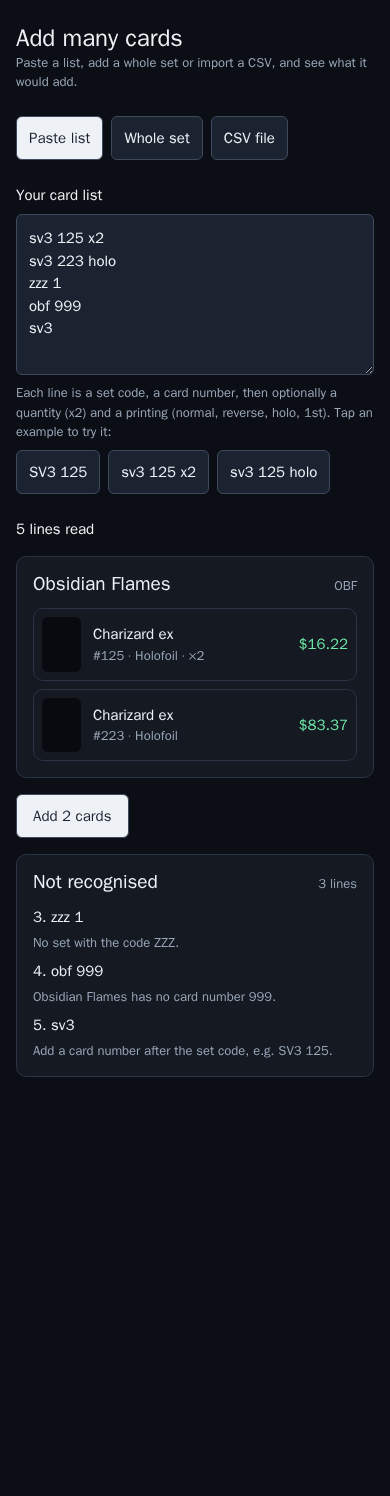 Add many cards
Paste a list, add a whole set or import a CSV, and see what it
would add.
Paste list
Whole set
CSV file
Your card list
sv3 125 x2
sv3 223 holo
zzz 1
obf 999
sv3
Each line is a set code, a card number, then optionally a
quantity (x2) and a printing (normal, reverse, holo, 1st). Tap an
example to try it:
SV3 125
sv3 125 x2
sv3 125 holo
5 lines read
Obsidian Flames
OBF
Charizard ex
#125 · Holofoil · ×2
$16.22
Charizard ex
#223 · Holofoil
$83.37
Add 2 cards
Not recognised
3 lines
3. zzz 1
No set with the code ZZZ.
4. obf 999
Obsidian Flames has no card number 999.
5. sv3
Add a card number after the set code, e.g. SV3 125.